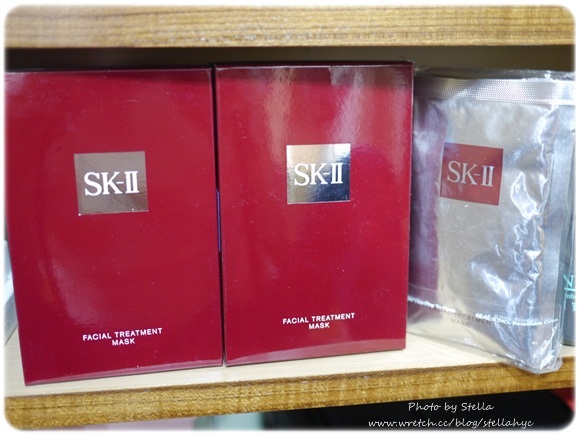 SK-II
FACIAL TREATMENT
MASK
SK-II
FACIAL TREATMENT
MASK
SK-II
Photo by Stella
www.wretch.cc/blog/stellahyc